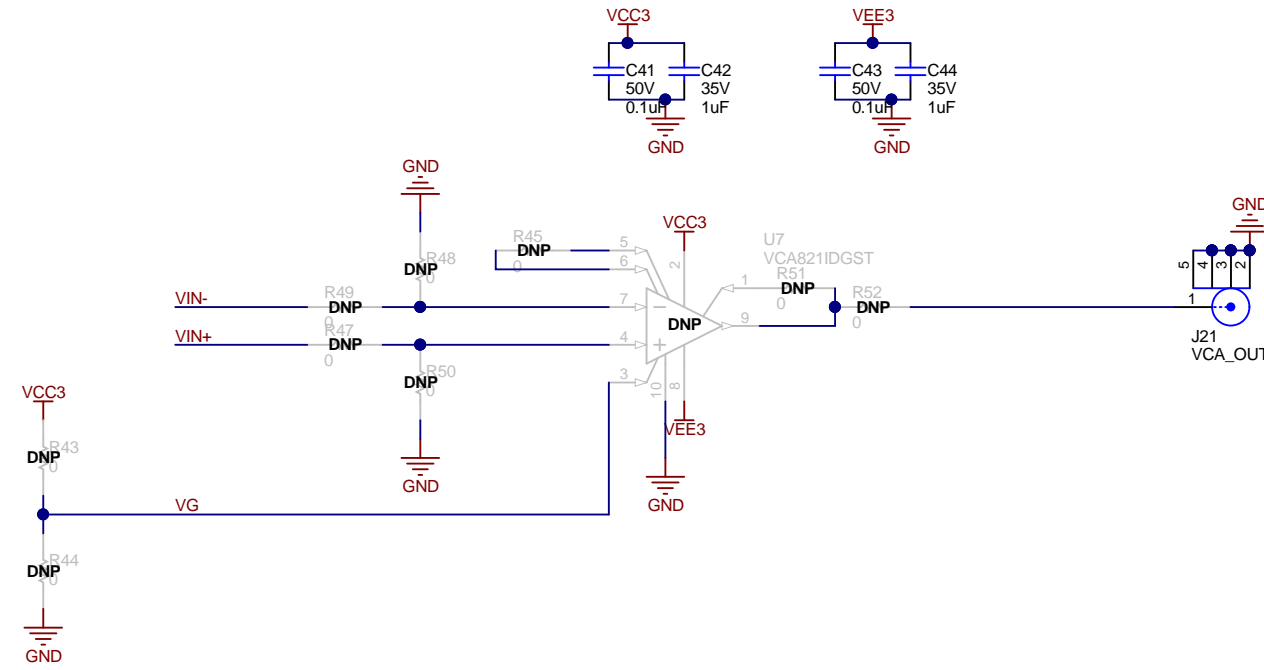 VCC3
VEE3
C41
50V
0.1uF
C42
35V
1uF
C43
50V
0.1uF
C44
35V
1uF
GND
GND
GND
GND
R48
DNP
0
R45
DNP
0
5
6
VCC3
2
U7
VCA821IDGST
1
R51
DNP
0
R52
DNP
0
5
4
3
2
1
J21
VCA_OUT
VIN-
R49
DNP
0
7
DNP
9
VIN+
R47
DNP
0
4
R50
DNP
0
3
10
8
VEE3
GND
GND
VCC3
R43
DNP
0
VG
R44
DNP
0
GND